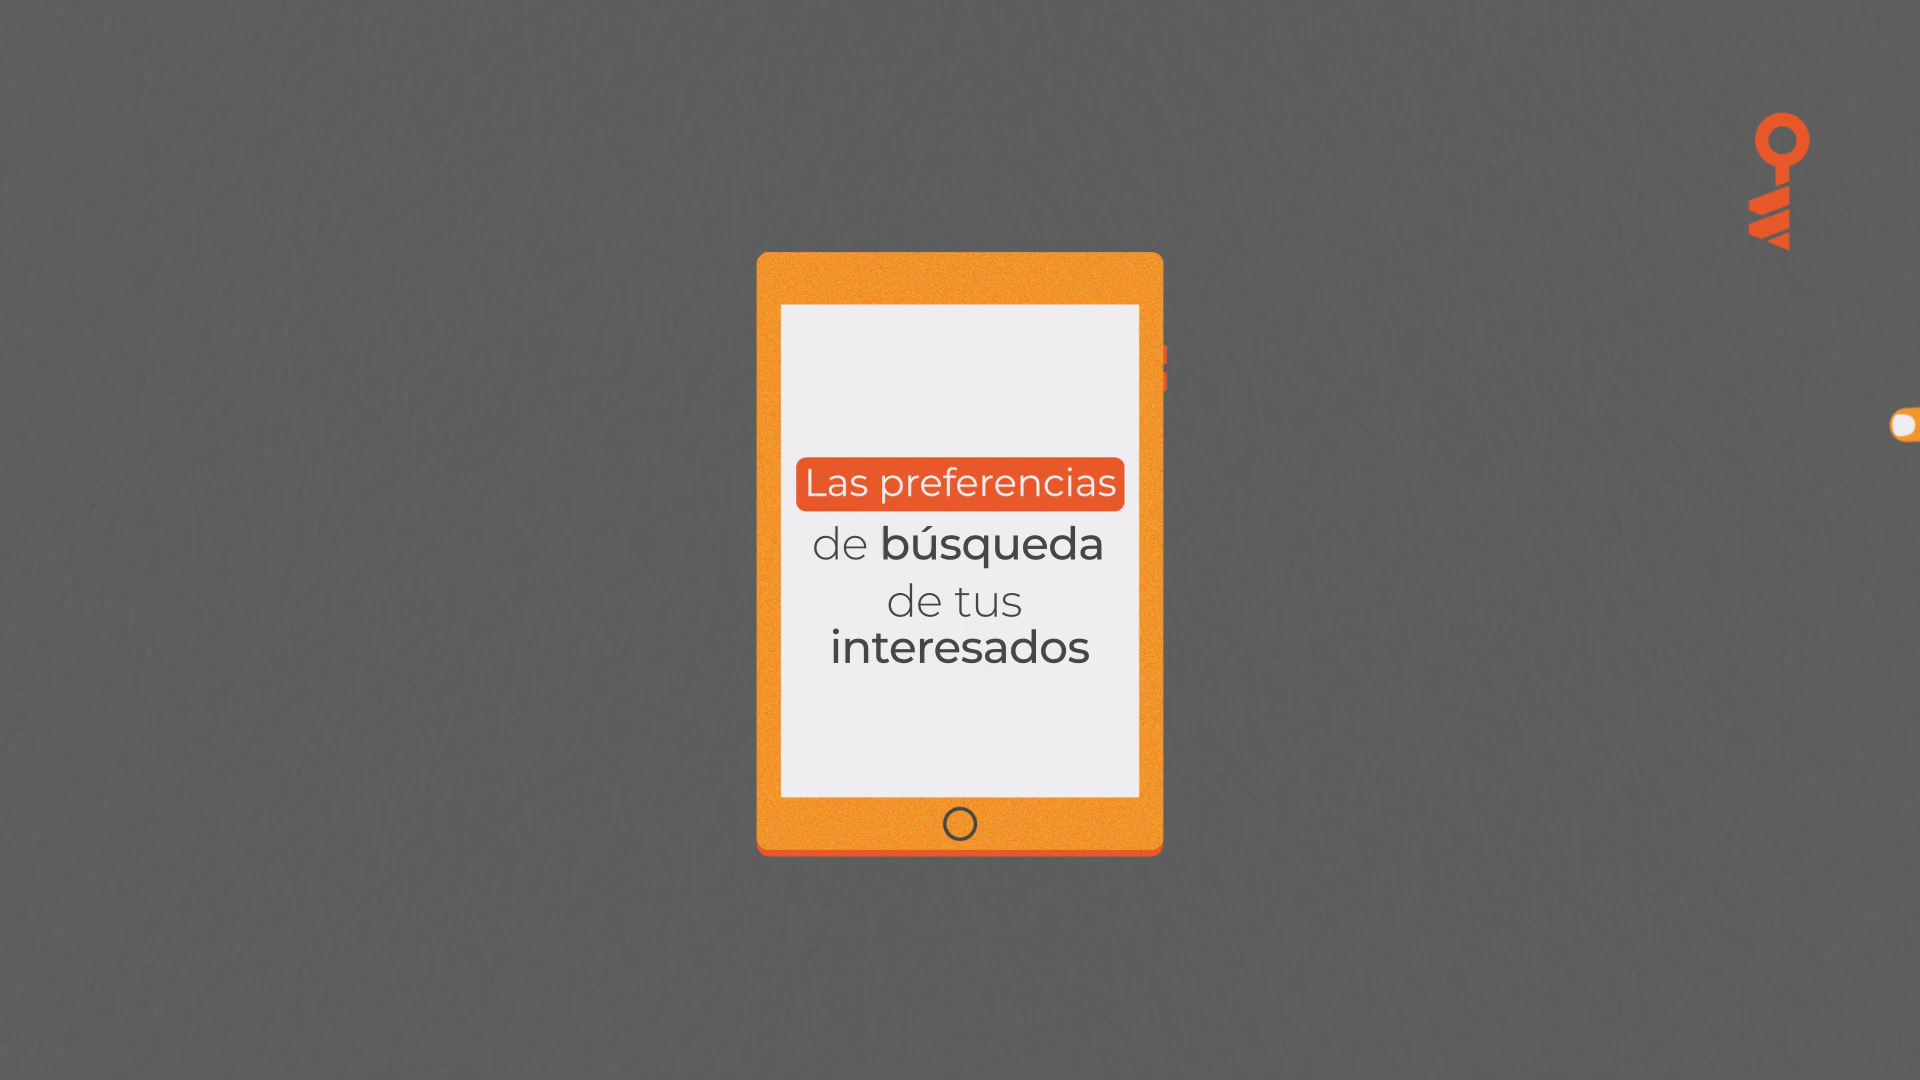 Las preferencias
de búsqueda
de tus
interesados